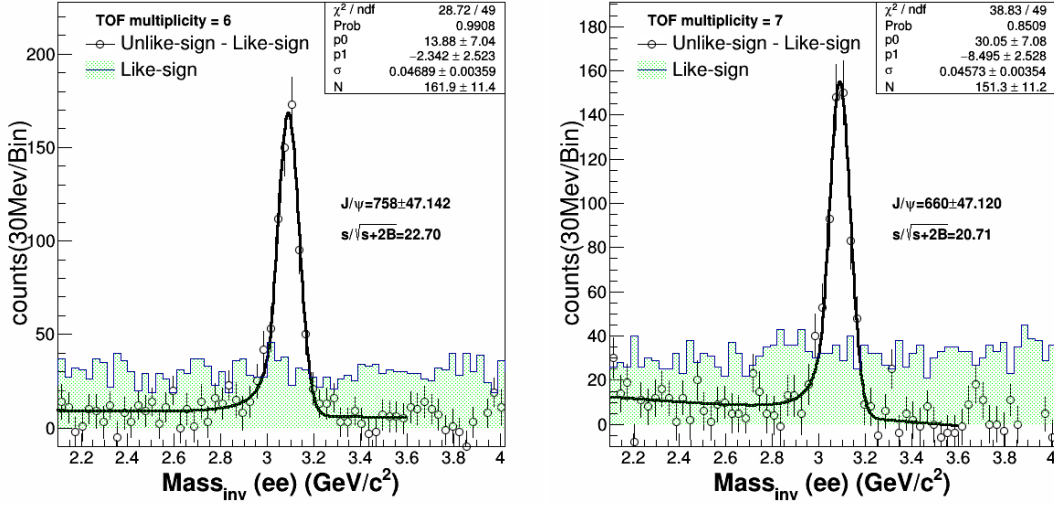 TOF multiplicity = 6
Unlike-sign - Like-sign
Like-sign
χ² / ndf 28.72 / 49
Prob 0.9908
p0 13.88 ± 7.04
p1 −2.342 ± 2.523
σ 0.04689 ± 0.00359
N 161.9 ± 11.4
J/ψ=758±47.142
s/√s+2B=22.70
counts(30Mev/Bin)
200
150
100
50
0
2.2 2.4 2.6 2.8 3 3.2 3.4 3.6 3.8 4
Mass_inv (ee) (GeV/c²)
TOF multiplicity = 7
Unlike-sign - Like-sign
Like-sign
χ² / ndf 38.83 / 49
Prob 0.8509
p0 30.05 ± 7.08
p1 −8.495 ± 2.528
σ 0.04573 ± 0.00354
N 151.3 ± 11.2
J/ψ=660±47.120
s/√s+2B=20.71
counts(30Mev/Bin)
180
160
140
120
100
80
60
40
20
0
2.2 2.4 2.6 2.8 3 3.2 3.4 3.6 3.8 4
Mass_inv (ee) (GeV/c²)